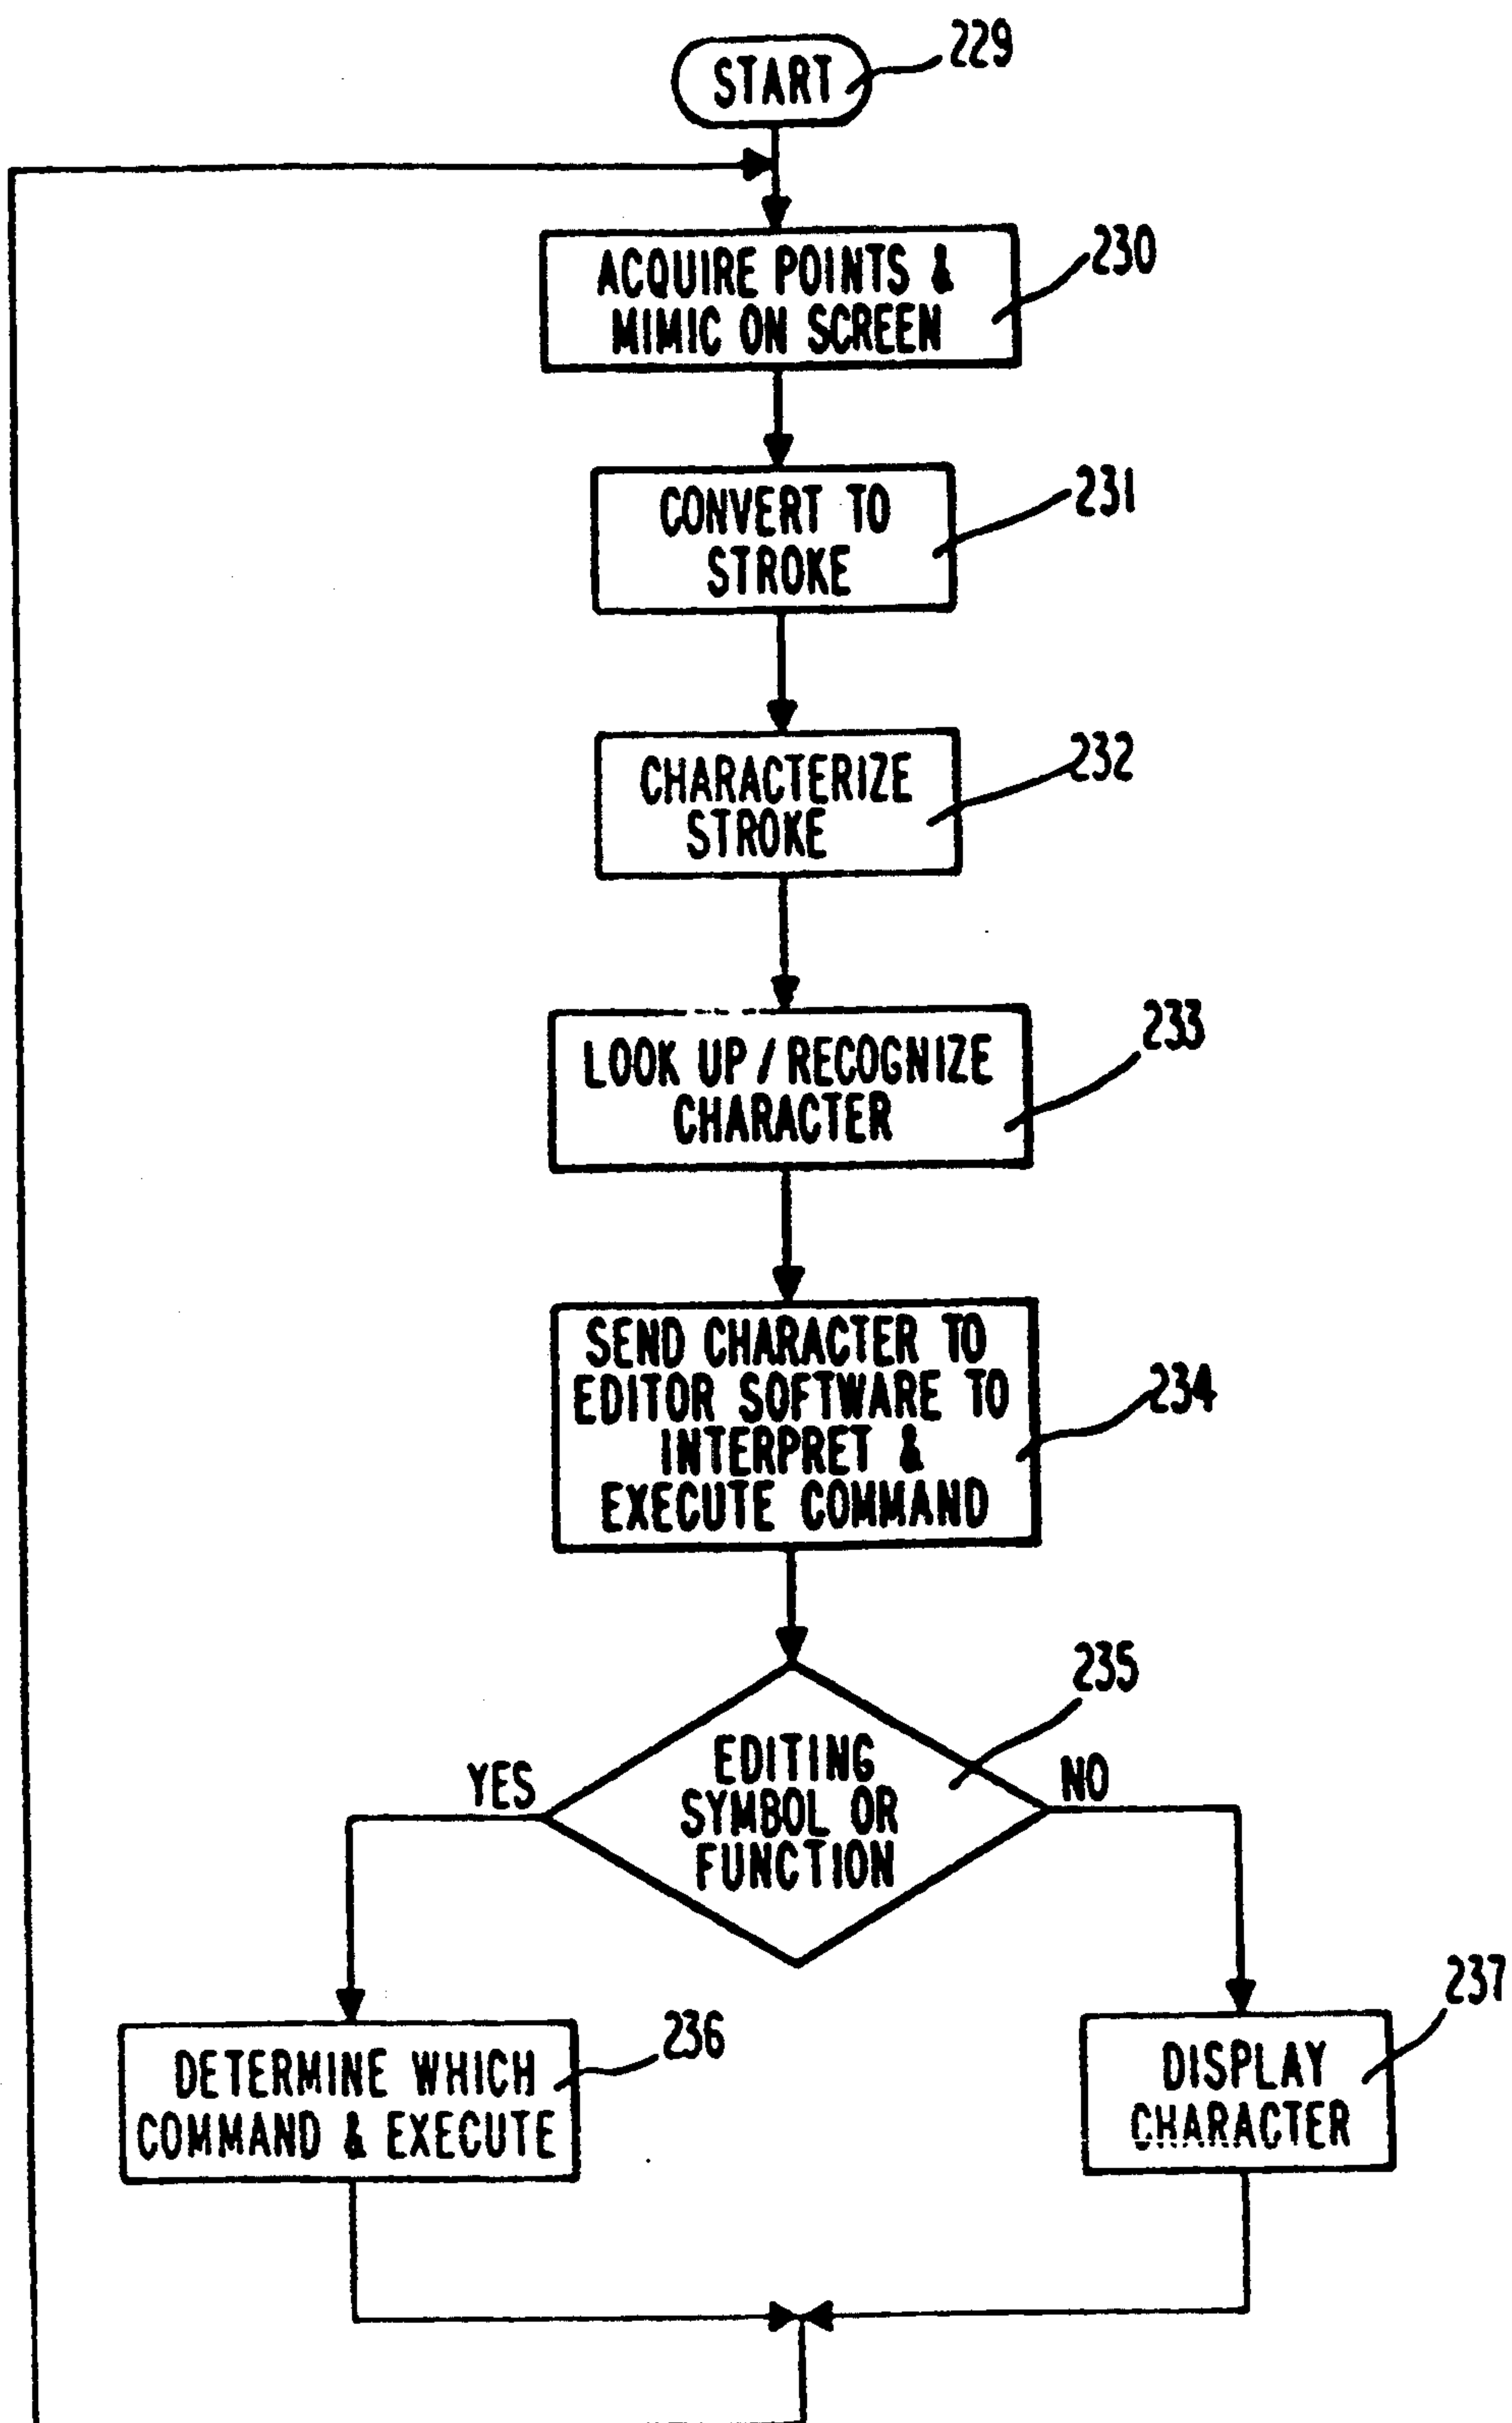 START
229
ACQUIRE POINTS &
MIMIC ON SCREEN
230
CONVERT TO
STROKE
231
CHARACTERIZE
STROKE
232
LOOK UP / RECOGNIZE
CHARACTER
233
SEND CHARACTER TO
EDITOR SOFTWARE TO
INTERPRET &
EXECUTE COMMAND
234
EDITING
SYMBOL OR
FUNCTION
235
YES
NO
DETERMINE WHICH
COMMAND & EXECUTE
236
DISPLAY
CHARACTER
237